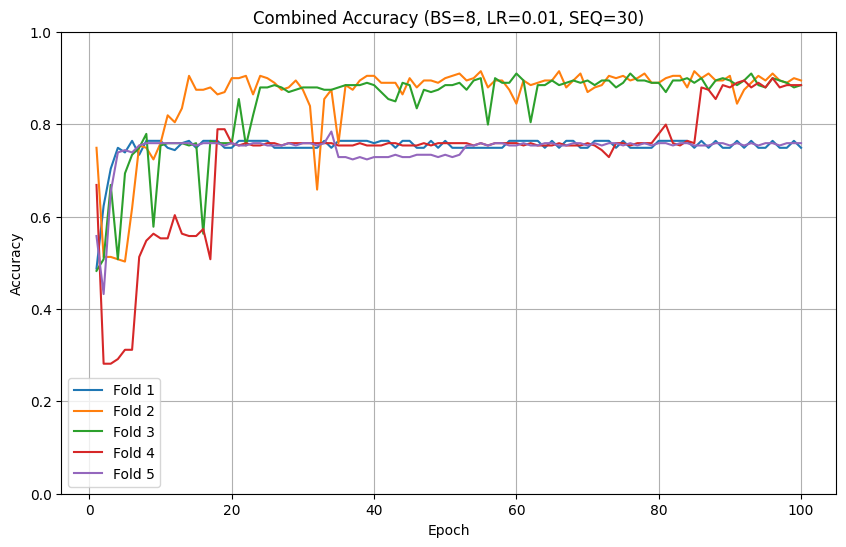 Combined Accuracy (BS=8, LR=0.01, SEQ=30)
1.0
0.8
0.6
0.4
0.2
0.0
Accuracy
Fold 1
Fold 2
Fold 3
Fold 4
Fold 5
0 20 40 60 80 100
Epoch